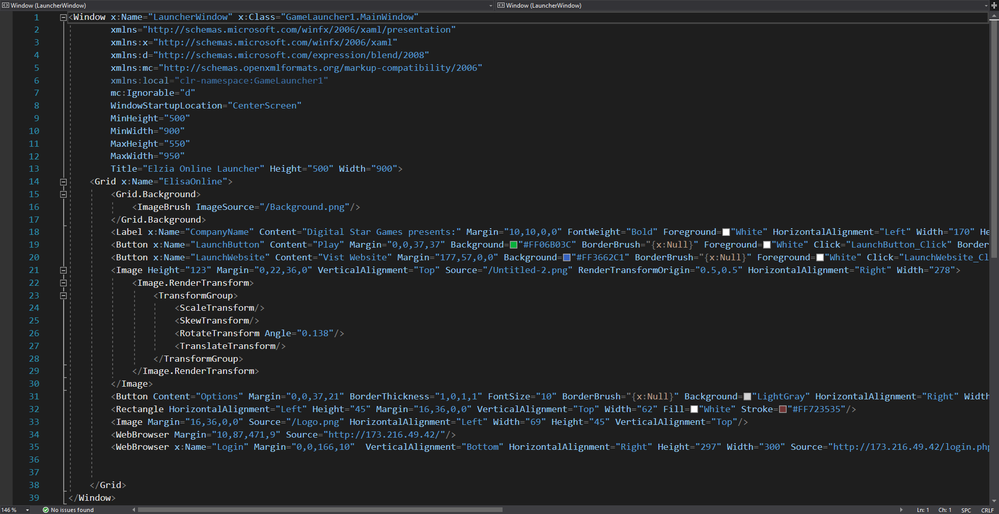 Window (LauncherWindow) Window (LauncherWindow)
1 <Window x:Name="LauncherWindow" x:Class="GameLauncher1.MainWindow"
2 xmlns="http://schemas.microsoft.com/winfx/2006/xaml/presentation"
3 xmlns:x="http://schemas.microsoft.com/winfx/2006/xaml"
4 xmlns:d="http://schemas.microsoft.com/expression/blend/2008"
5 xmlns:mc="http://schemas.openxmlformats.org/markup-compatibility/2006"
6 xmlns:local="clr-namespace:GameLauncher1"
7 mc:Ignorable="d"
8 WindowStartupLocation="CenterScreen"
9 MinHeight="500"
10 MinWidth="900"
11 MaxHeight="550"
12 MaxWidth="950"
13 Title="Elzia Online Launcher" Height="500" Width="900">
14 <Grid x:Name="ElisaOnline">
15 <Grid.Background>
16 <ImageBrush ImageSource="/Background.png"/>
17 </Grid.Background>
18 <Label x:Name="CompanyName" Content="Digital Star Games presents:" Margin="10,10,0,0" FontWeight="Bold" Foreground="White" HorizontalAlignment="Left" Width="170" He
19 <Button x:Name="LaunchButton" Content="Play" Margin="0,0,37,37" Background="#FF06B03C" BorderBrush="{x:Null}" Foreground="White" Click="LaunchButton_Click" Border
20 <Button x:Name="LaunchWebsite" Content="Vist Website" Margin="177,57,0,0" Background="#FF3662C1" BorderBrush="{x:Null}" Foreground="White" Click="LaunchWebsite_Cl
21 <Image Height="123" Margin="0,22,36,0" VerticalAlignment="Top" Source="/Untitled-2.png" RenderTransformOrigin="0.5,0.5" HorizontalAlignment="Right" Width="278">
22 <Image.RenderTransform>
23 <TransformGroup>
24 <ScaleTransform/>
25 <SkewTransform/>
26 <RotateTransform Angle="0.138"/>
27 <TranslateTransform/>
28 </TransformGroup>
29 </Image.RenderTransform>
30 </Image>
31 <Button Content="Options" Margin="0,0,37,21" BorderThickness="1,0,1,1" FontSize="10" BorderBrush="{x:Null}" Background="LightGray" HorizontalAlignment="Right" Width
32 <Rectangle HorizontalAlignment="Left" Height="45" Margin="16,36,0,0" VerticalAlignment="Top" Width="62" Fill="White" Stroke="#FF723535"/>
33 <Image Margin="16,36,0,0" Source="/Logo.png" HorizontalAlignment="Left" Width="69" Height="45" VerticalAlignment="Top"/>
34 <WebBrowser Margin="10,87,471,9" Source="http://173.216.49.42/"/>
35 <WebBrowser x:Name="Login" Margin="0,0,166,10"  VerticalAlignment="Bottom" HorizontalAlignment="Right" Height="297" Width="300" Source="http://173.216.49.42/login.php
36
37
38 </Grid>
39 </Window>
146 % No issues found Ln: 1 Ch: 1 SPC CRLF